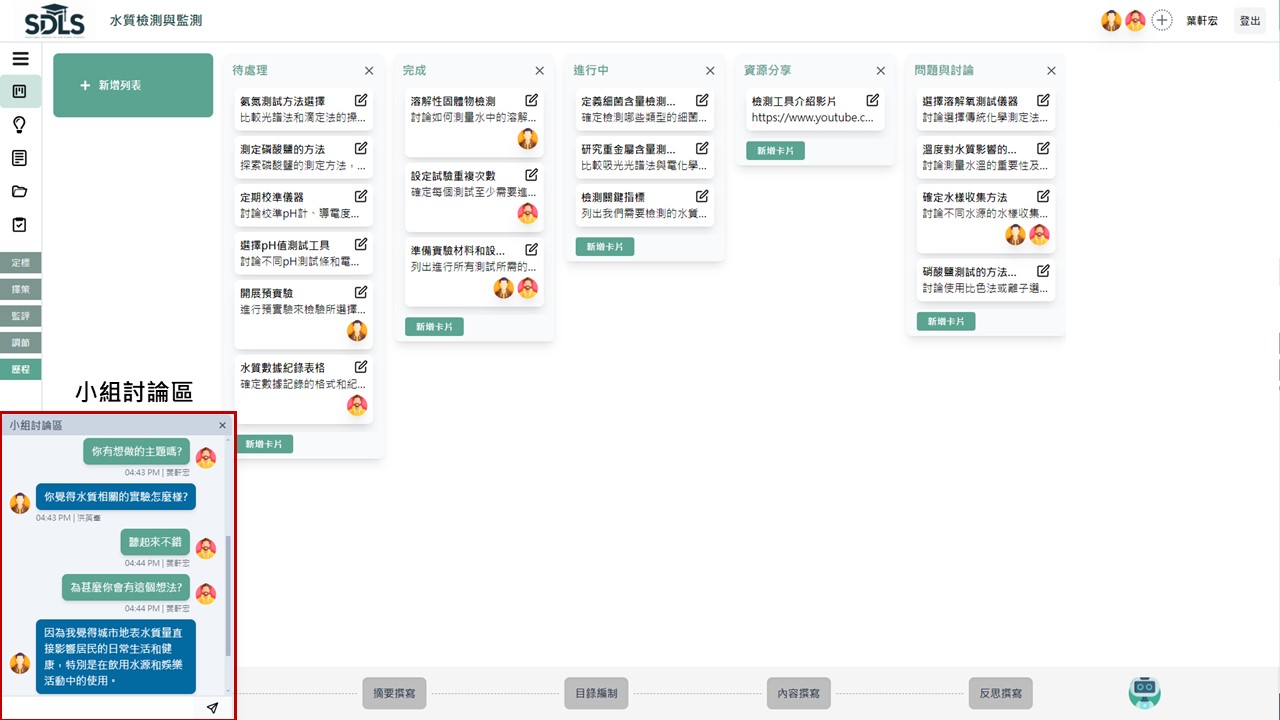 SDLS
水質檢測與監測
葉軒宏
登出
+ 新增列表
定標
擇策
監評
調節
歷程
待處理
氨氮測試方法選擇
比較光譜法和滴定法的操...
測定磷酸鹽的方法
探索磷酸鹽的測定方法，...
定期校準儀器
討論校準pH計、導電度...
選擇pH值測試工具
討論不同pH測試條和電...
開展預實驗
進行預實驗來檢驗所選擇...
水質數據紀錄表格
確定數據記錄的格式和紀...
新增卡片
完成
溶解性固體物檢測
討論如何測量水中的溶解...
設定試驗重複次數
確定每個測試至少需要進...
準備實驗材料和設...
列出進行所有測試所需的...
新增卡片
進行中
定義細菌含量檢測...
確定檢測哪些類型的細菌...
研究重金屬含量測...
比較吸光光譜法與電化學...
檢測關鍵指標
列出我們需要檢測的水質...
新增卡片
資源分享
檢測工具介紹影片
https://www.youtube.c...
新增卡片
問題與討論
選擇溶解氧測試儀器
討論選擇傳統化學測定法...
溫度對水質影響的...
討論測量水溫的重要性及...
確定水樣收集方法
討論不同水源的水樣收集...
硝酸鹽測試的方法...
討論使用比色法或離子選...
新增卡片
小組討論區
小組討論區
你有想做的主題嗎?
04:43 PM | 葉軒宏
你覺得水質相關的實驗怎麼樣?
04:43 PM | 洪英臺
聽起來不錯
04:44 PM | 葉軒宏
為甚麼你會有這個想法?
04:44 PM | 葉軒宏
因為我覺得城市地表水質量直
接影響居民的日常生活和健
康，特別是在飲用水源和娛樂
活動中的使用。
摘要撰寫
目錄編制
內容撰寫
反思撰寫